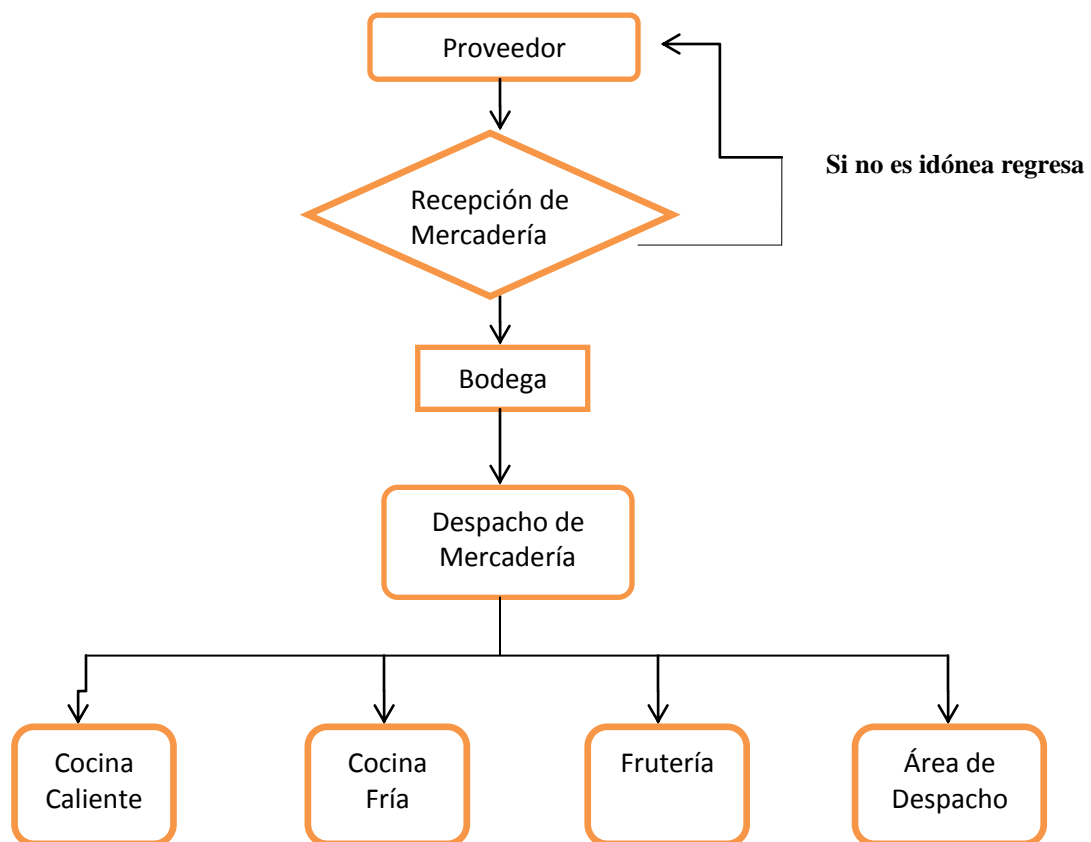 Proveedor
Si no es idónea regresa
Recepción de
Mercadería
Bodega
Despacho de
Mercadería
Cocina
Caliente
Cocina
Fría
Frutería
Área de
Despacho